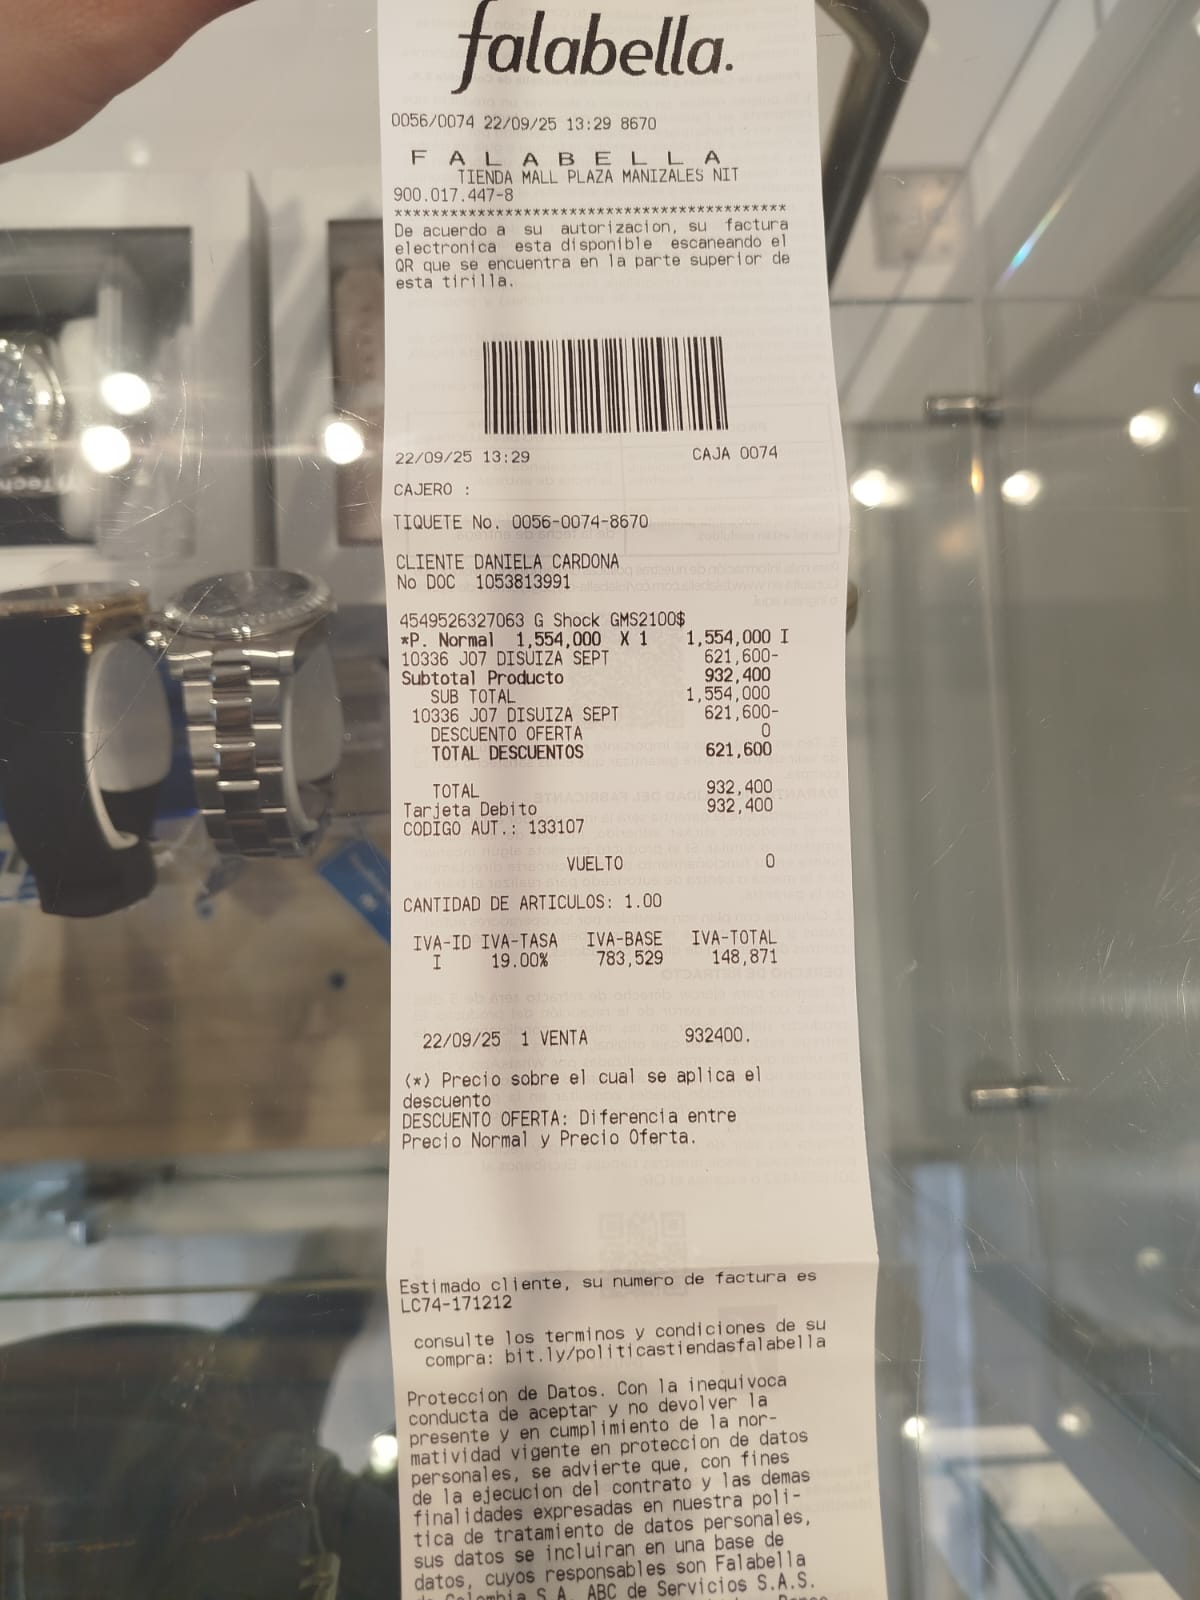 falabella.
0056/0074 22/09/25 13:29 8670
F A L A B E L L A
TIENDA MALL PLAZA MANIZALES NIT
900.017.447-8
******************************************
De acuerdo a su autorizacion, su factura
electronica esta disponible escaneando el
QR que se encuentra en la parte superior de
esta tirilla.
22/09/25 13:29 CAJA 0074
CAJERO :
TIQUETE No. 0056-0074-8670
CLIENTE DANIELA CARDONA
No DOC 1053813991
4549526327063 G Shock GMS2100$
*P. Normal 1,554,000 X 1 1,554,000 I
10336 J07 DISUIZA SEPT 621,600-
Subtotal Producto 932,400
SUB TOTAL 1,554,000
10336 J07 DISUIZA SEPT 621,600-
DESCUENTO OFERTA 0
TOTAL DESCUENTOS 621,600
TOTAL 932,400
Tarjeta Debito 932,400
CODIGO AUT.: 133107
VUELTO 0
CANTIDAD DE ARTICULOS: 1.00
IVA-ID IVA-TASA IVA-BASE IVA-TOTAL
I 19.00% 783,529 148,871
22/09/25 1 VENTA 932400.
(*) Precio sobre el cual se aplica el
descuento
DESCUENTO OFERTA: Diferencia entre
Precio Normal y Precio Oferta.
Estimado cliente, su numero de factura es
LC74-171212
consulte los terminos y condiciones de su
compra: bit.ly/politicastiendasfalabella
Proteccion de Datos. Con la inequivoca
conducta de aceptar y no devolver la
presente y en cumplimiento de la nor-
matividad vigente en proteccion de datos
personales, se advierte que, con fines
de la ejecucion del contrato y las demas
finalidades expresadas en nuestra poli-
tica de tratamiento de datos personales,
sus datos se incluiran en una base de
datos, cuyos responsables son Falabella
de Colombia S.A. ABC de Servicios S.A.S.